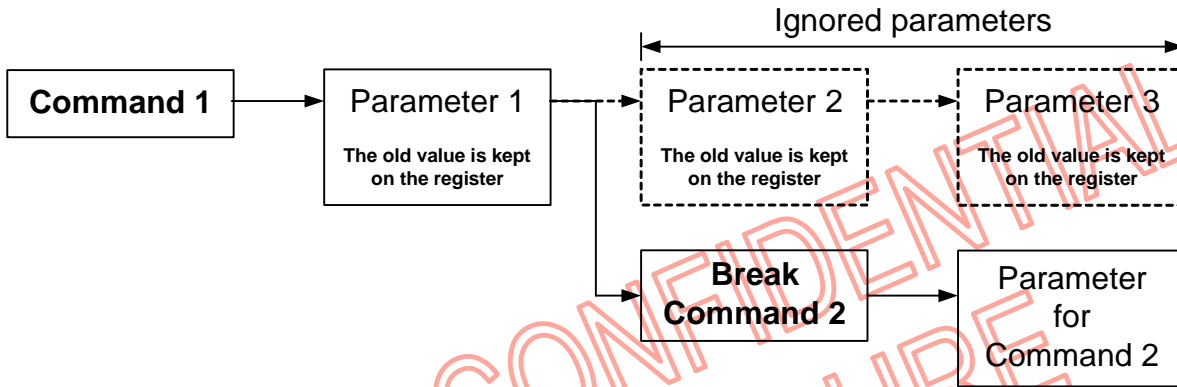 Ignored parameters
Command 1
Parameter 1
The old value is kept
on the register
Parameter 2
The old value is kept
on the register
Parameter 3
The old value is kept
on the register
Break
Command 2
Parameter
for
Command 2
CONFIDENTIAL